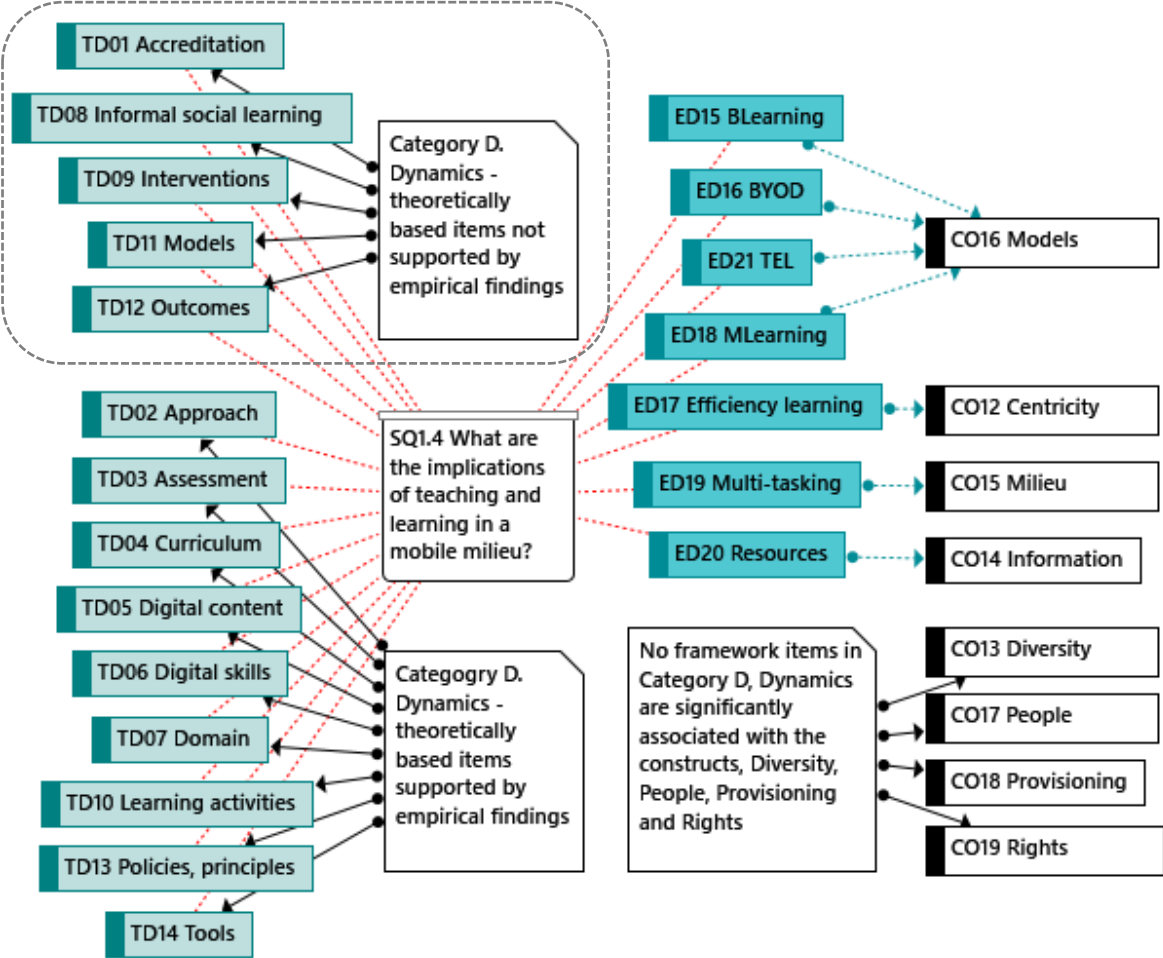 TD01 Accreditation
TD08 Informal social learning
TD09 Interventions
TD11 Models
TD12 Outcomes
Category D.
Dynamics -
theoretically
based items not
supported by
empirical findings
ED15 BLearning
ED16 BYOD
ED21 TEL
ED18 MLearning
CO16 Models
ED17 Efficiency learning
CO12 Centricity
ED19 Multi-tasking
CO15 Milieu
ED20 Resources
CO14 Information
SQ1.4 What are
the implications
of teaching and
learning in a
mobile milieu?
TD02 Approach
TD03 Assessment
TD04 Curriculum
TD05 Digital content
TD06 Digital skills
TD07 Domain
TD10 Learning activities
TD13 Policies, principles
TD14 Tools
Categogry D.
Dynamics -
theoretically
based items
supported by
empirical findings
No framework items in
Category D, Dynamics
are significantly
associated with the
constructs, Diversity,
People, Provisioning
and Rights
CO13 Diversity
CO17 People
CO18 Provisioning
CO19 Rights